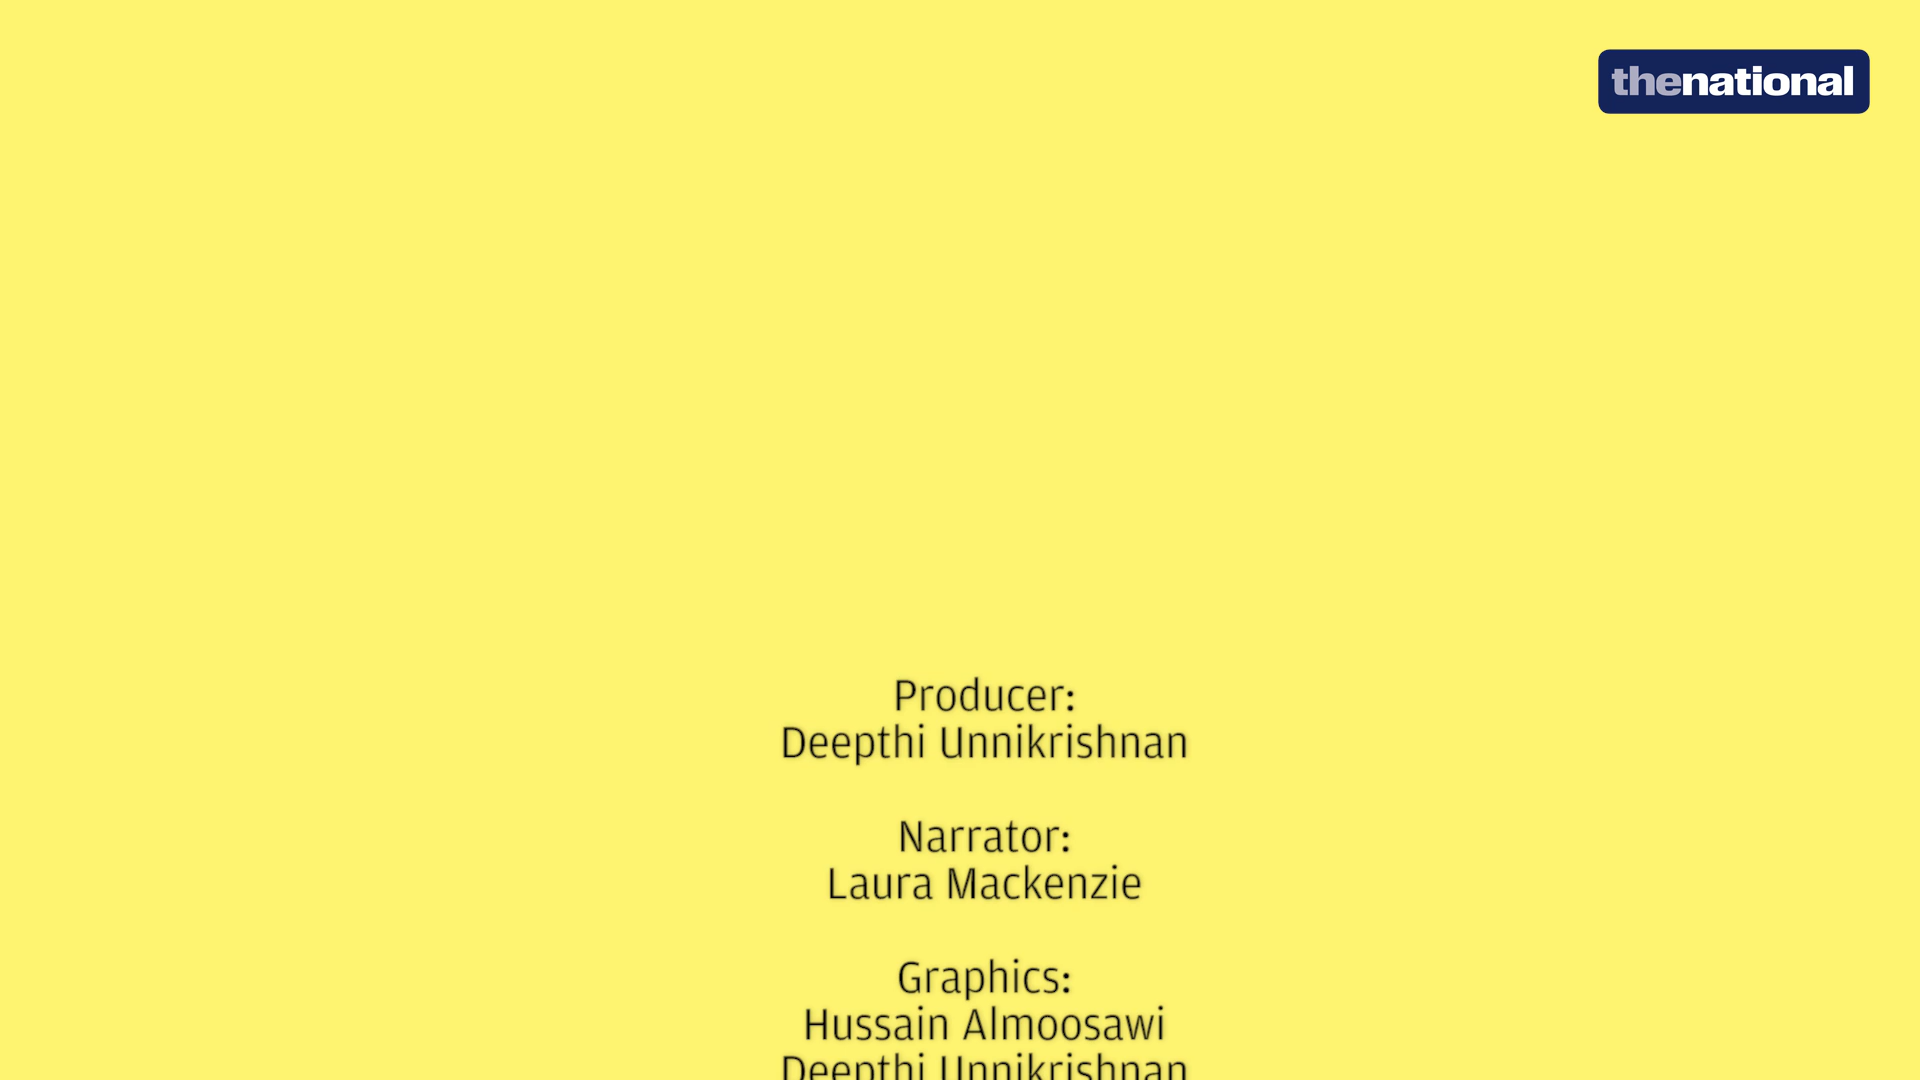 thenational
Producer:
Deepthi Unnikrishnan
Narrator:
Laura Mackenzie
Graphics:
Hussain Almoosawi
Deepthi Unnikrishnan